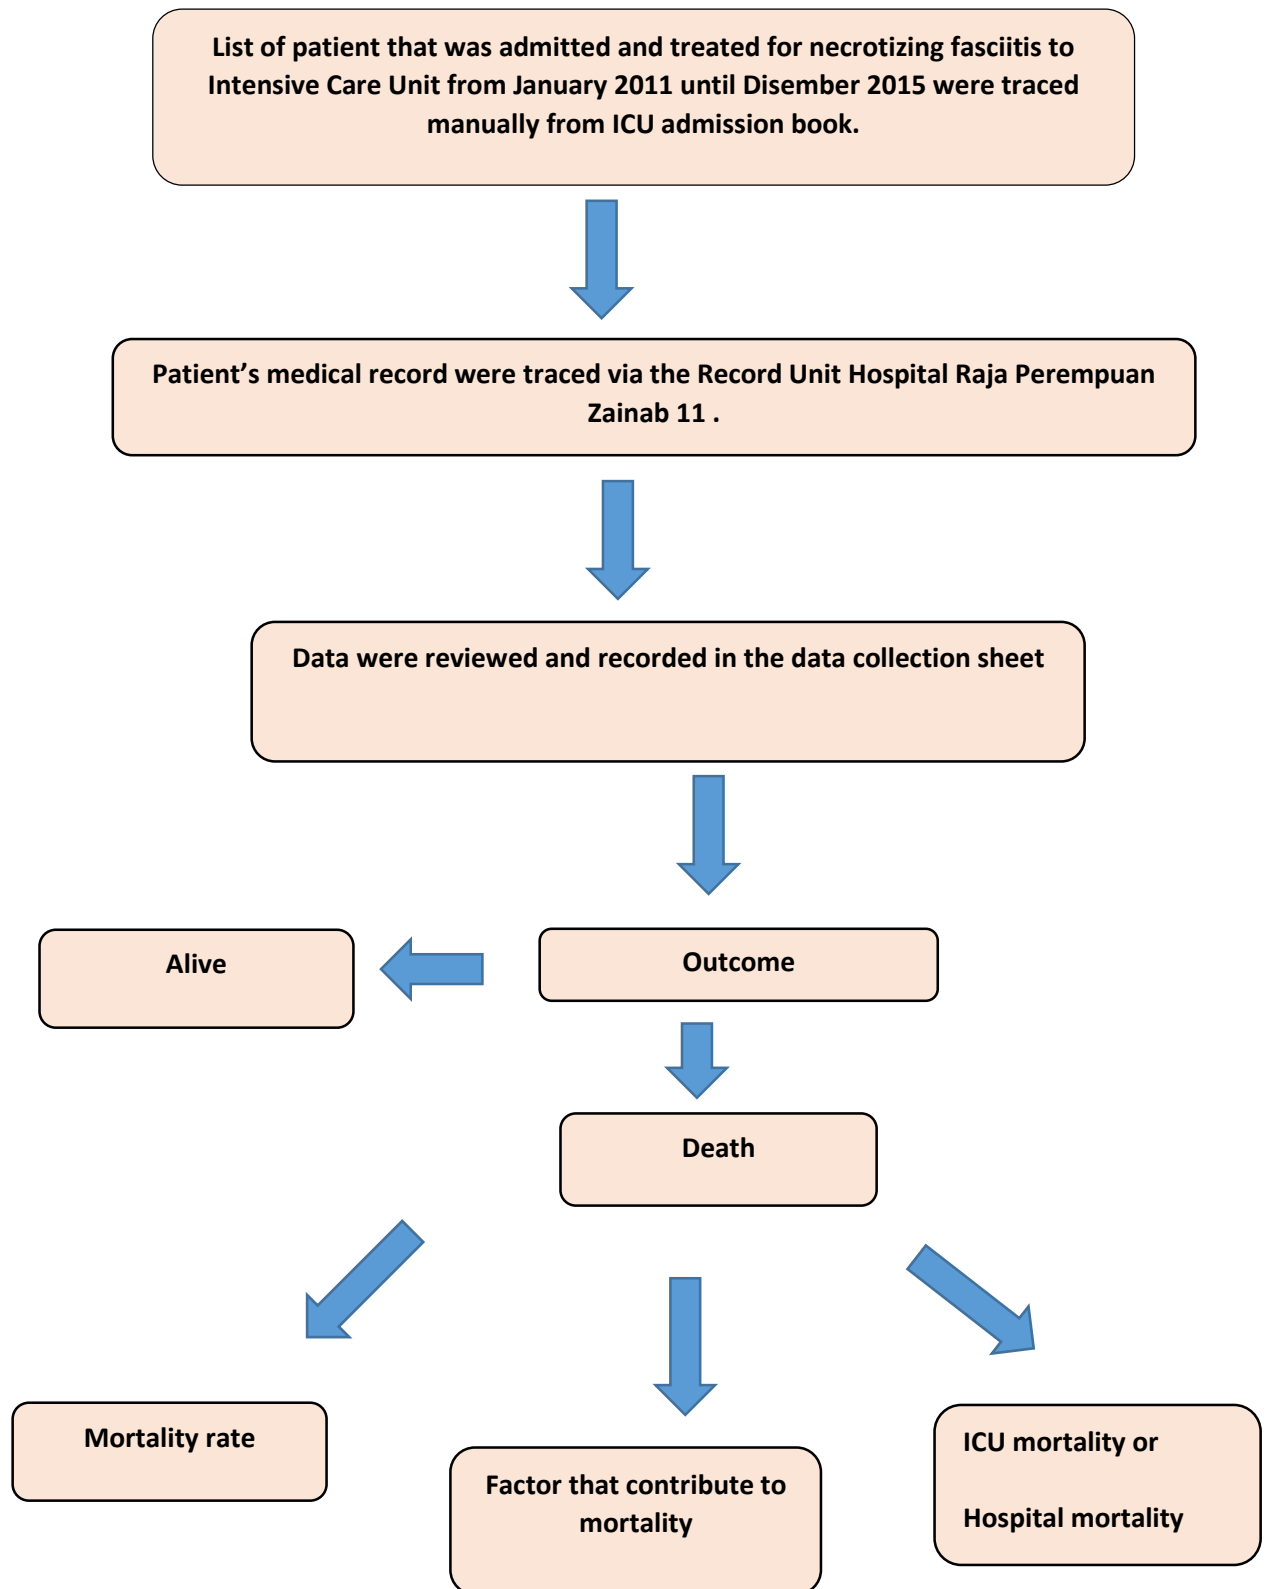 List of patient that was admitted and treated for necrotizing fasciitis to
Intensive Care Unit from January 2011 until Disember 2015 were traced
manually from ICU admission book.
Patient’s medical record were traced via the Record Unit Hospital Raja Perempuan
Zainab 11 .
Data were reviewed and recorded in the data collection sheet
Alive
Outcome
Death
Mortality rate
Factor that contribute to
mortality
ICU mortality or
Hospital mortality